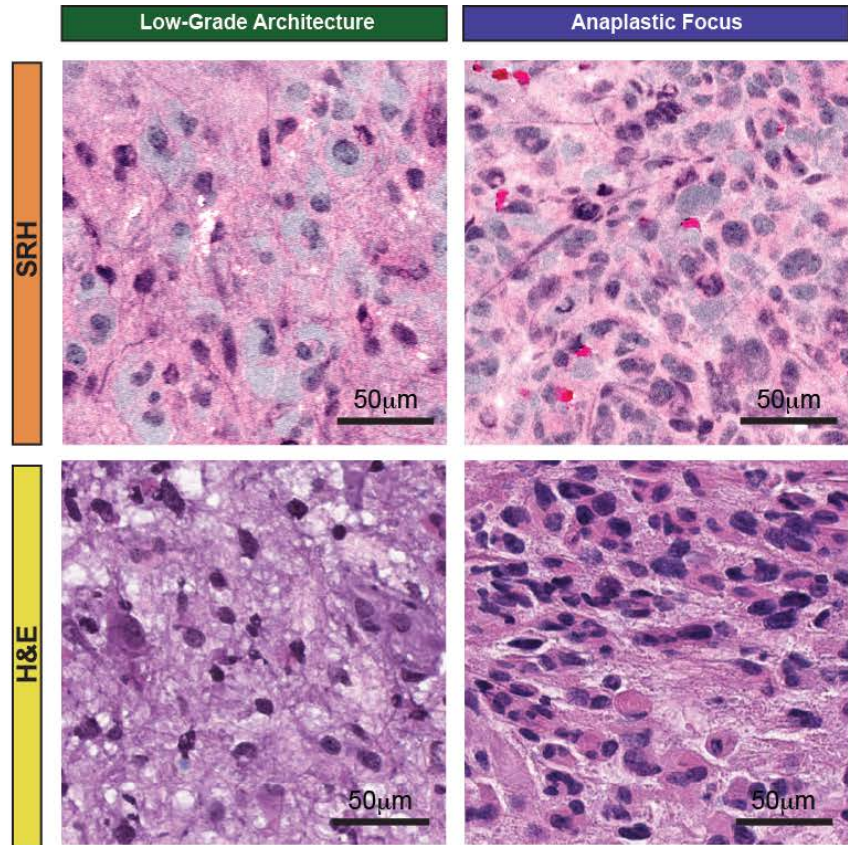 Low-Grade Architecture
Anaplastic Focus
SRH
50μm
50μm
H&E
50μm
50μm